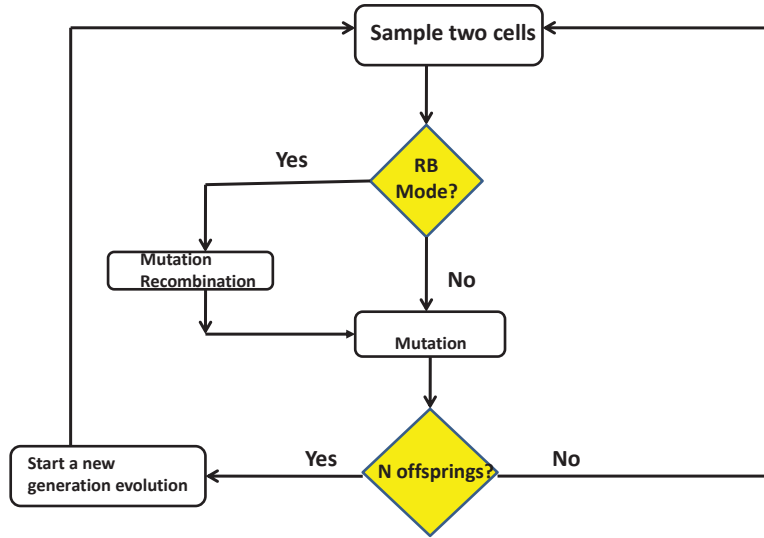 Sample two cells
Yes
RB
Mode?
Mutation
Recombination
No
Mutation
Start a new
generation evolution
Yes
N offsprings?
No